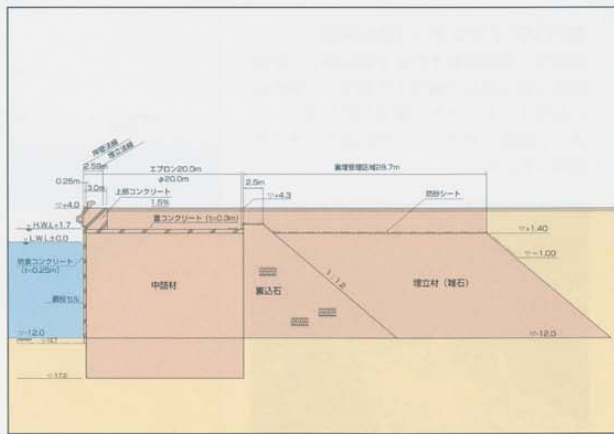 岸壁法線
埋立法線
2.59m
エプロン20.0m
裏埋管理区域28.7m
0.25m
φ20.0m
3.0m
2.5m
上部コンクリート
防砂シート
1.5%
▽+4.0
▽+4.3
蓋コンクリート (t=0.3m)
H.W.L+1.7
▽+1.40
L.W.L±0.0
▽-1.00
防食コンクリート
(t=0.25m)
1:1.2
中詰材
裏込石
埋立材(雑石)
鋼板セル
▽-12.0
▽-12.0